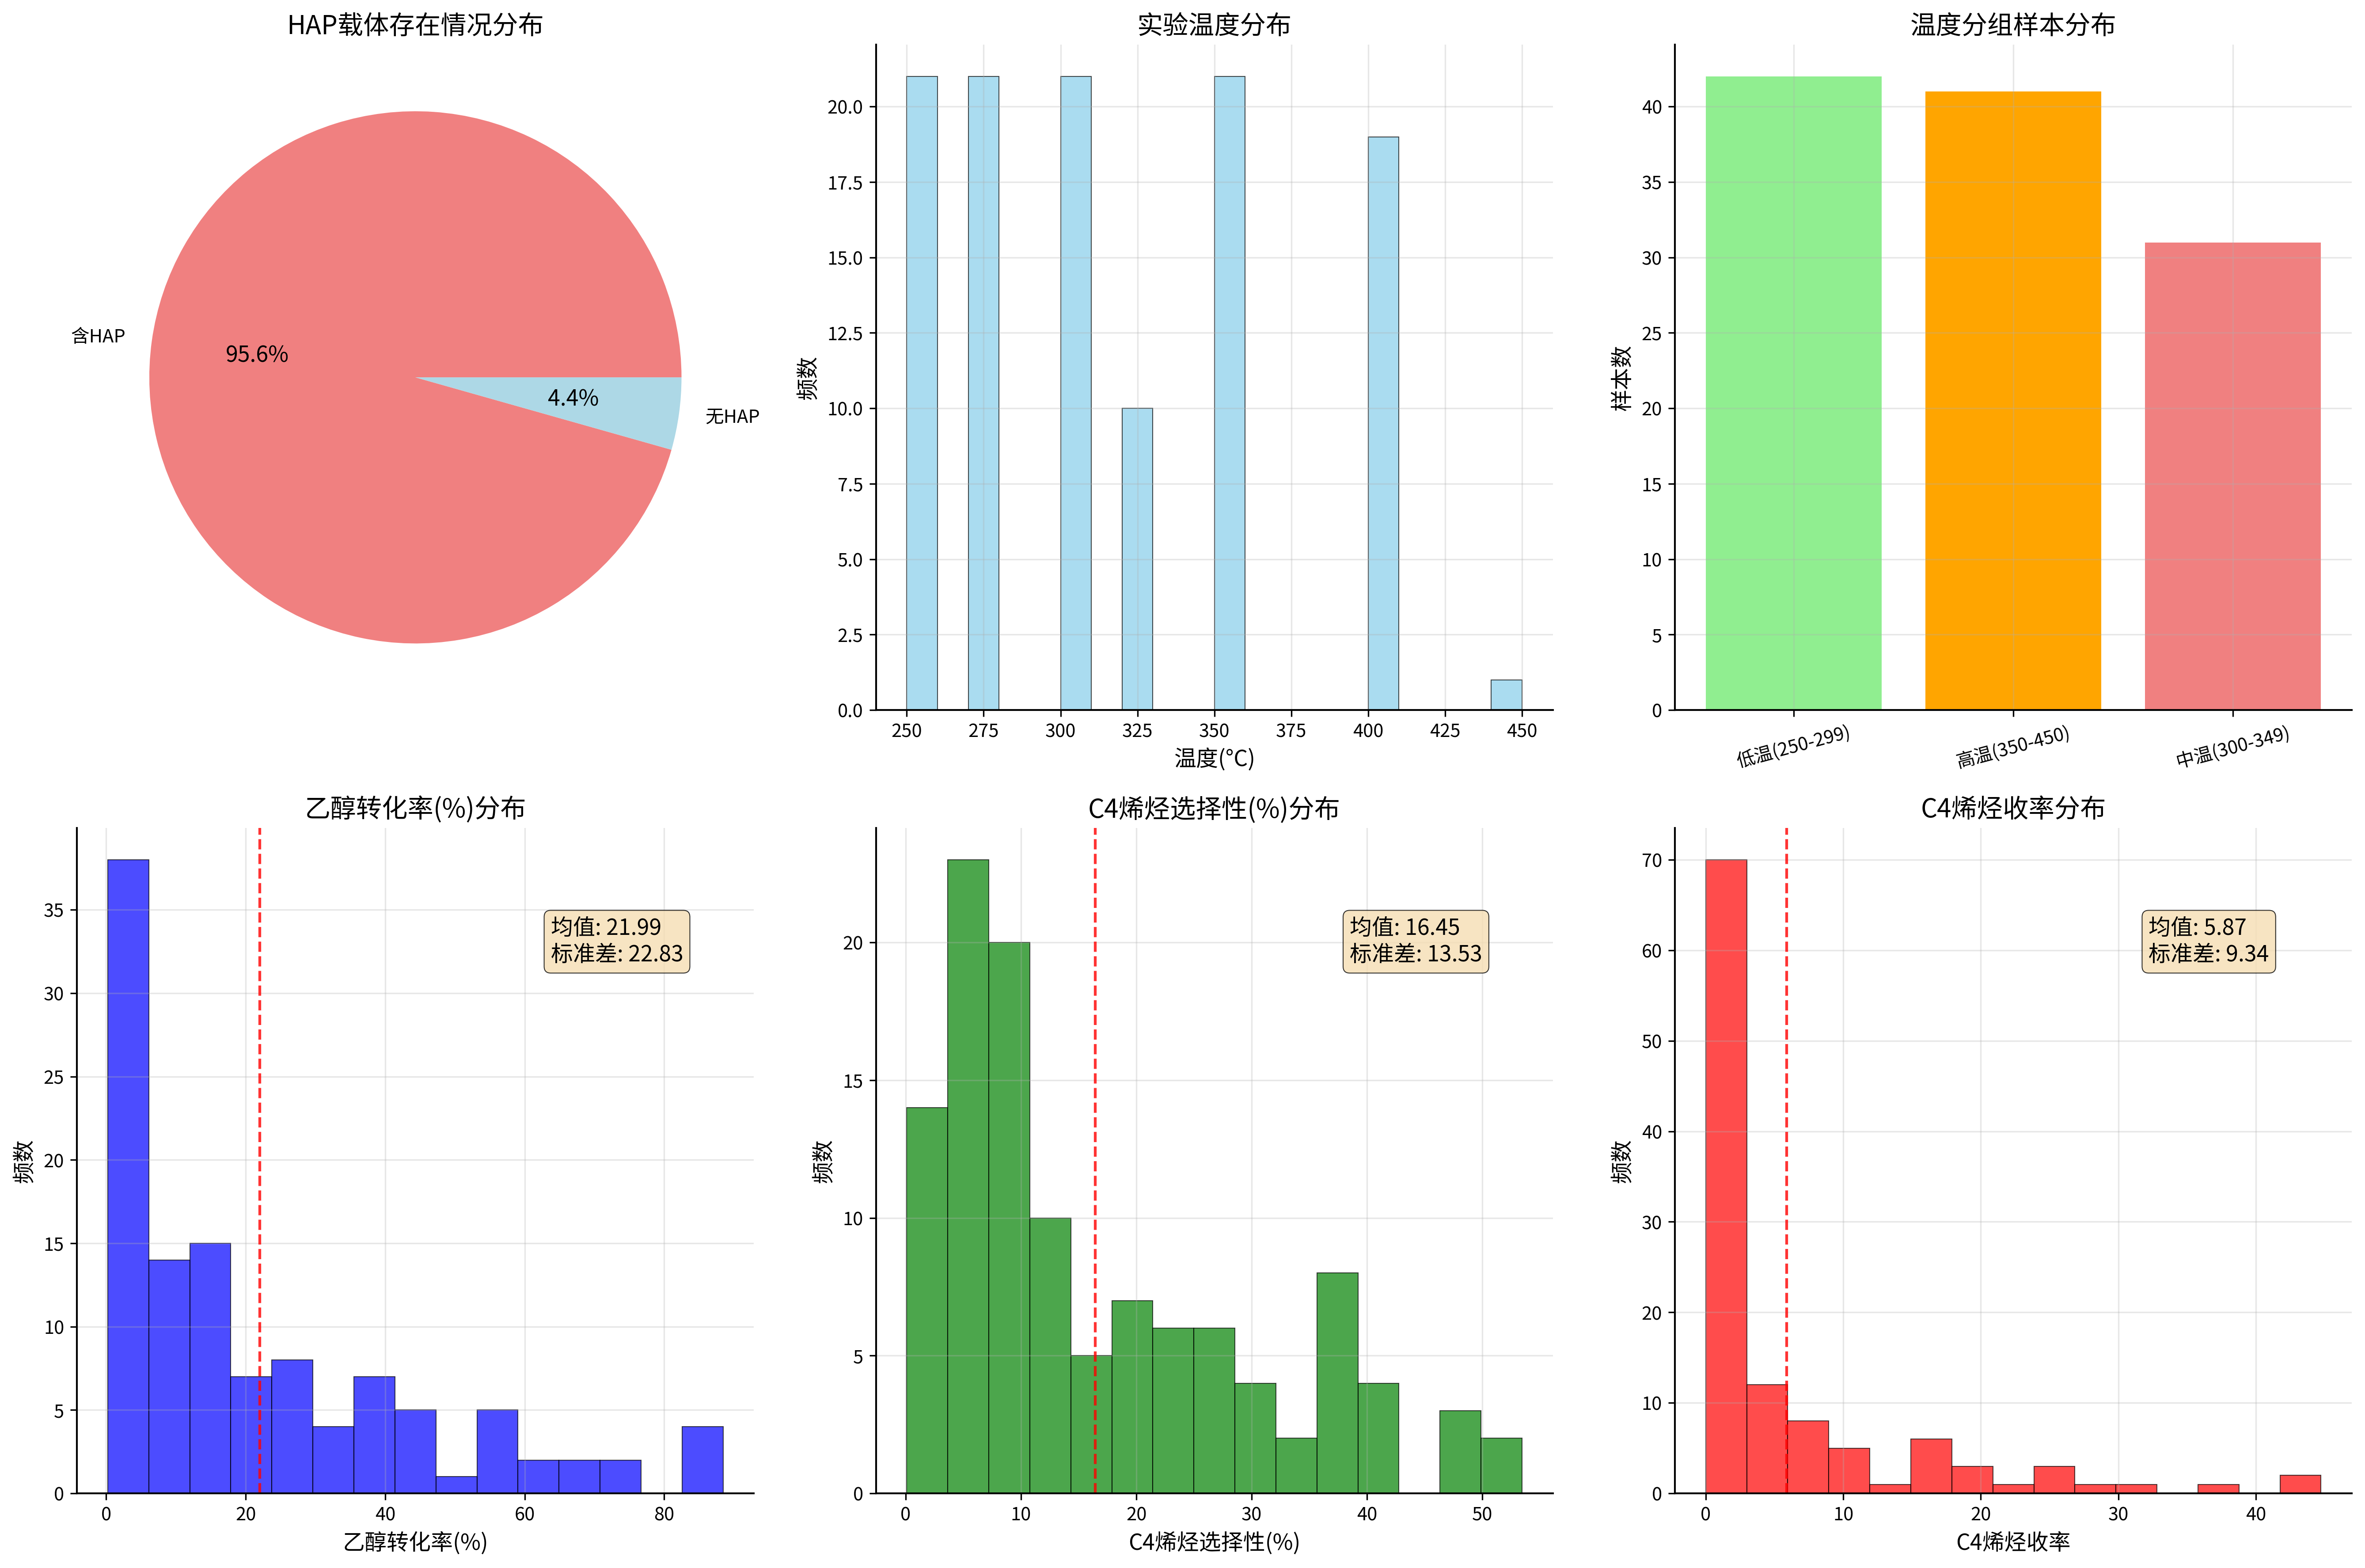 HAP载体存在情况分布
含HAP
95.6%
4.4%
无HAP
实验温度分布
频数
20.0
17.5
15.0
12.5
10.0
7.5
5.0
2.5
0.0
250 275 300 325 350 375 400 425 450
温度(°C)
温度分组样本分布
样本数
40
35
30
25
20
15
10
5
0
低温(250-299) 高温(350-450) 中温(300-349)
乙醇转化率(%)分布
频数
35
30
25
20
15
10
5
0
均值: 21.99
标准差: 22.83
0 20 40 60 80
乙醇转化率(%)
C4烯烃选择性(%)分布
频数
20
15
10
5
0
均值: 16.45
标准差: 13.53
0 10 20 30 40 50
C4烯烃选择性(%)
C4烯烃收率分布
频数
70
60
50
40
30
20
10
0
均值: 5.87
标准差: 9.34
0 10 20 30 40
C4烯烃收率